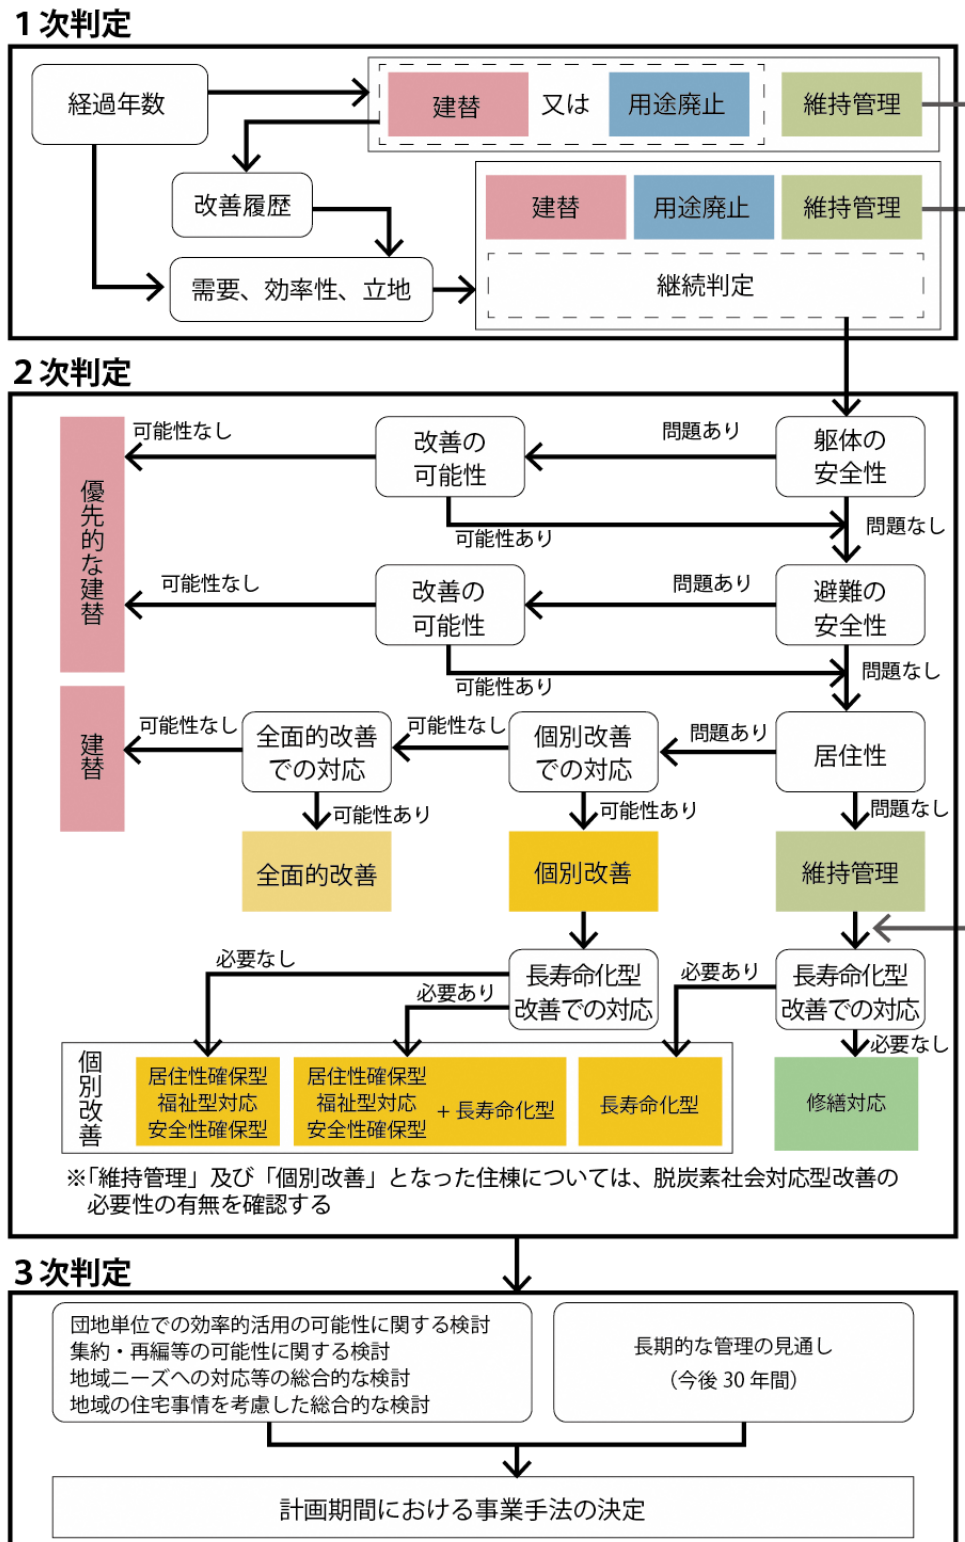 1次判定
経過年数
建替
又は
用途廃止
維持管理
改善履歴
建替
用途廃止
維持管理
需要、効率性、立地
継続判定
2次判定
優先的な建替
可能性なし
改善の
可能性
問題あり
躯体の
安全性
可能性あり
問題なし
可能性なし
改善の
可能性
問題あり
避難の
安全性
可能性あり
問題なし
建替
可能性なし
全面的改善
での対応
可能性なし
個別改善
での対応
問題あり
居住性
可能性あり
可能性あり
問題なし
全面的改善
個別改善
維持管理
必要なし
必要あり
長寿命化型
改善での対応
必要あり
長寿命化型
改善での対応
必要なし
個別改善
居住性確保型
福祉型対応
安全性確保型
居住性確保型
福祉型対応
安全性確保型
+長寿命化型
長寿命化型
修繕対応
※「維持管理」及び「個別改善」となった住棟については、脱炭素社会対応型改善の
必要性の有無を確認する
3次判定
団地単位での効率的活用の可能性に関する検討
集約・再編等の可能性に関する検討
地域ニーズへの対応等の総合的な検討
地域の住宅事情を考慮した総合的な検討
長期的な管理の見通し
（今後30年間）
計画期間における事業手法の決定